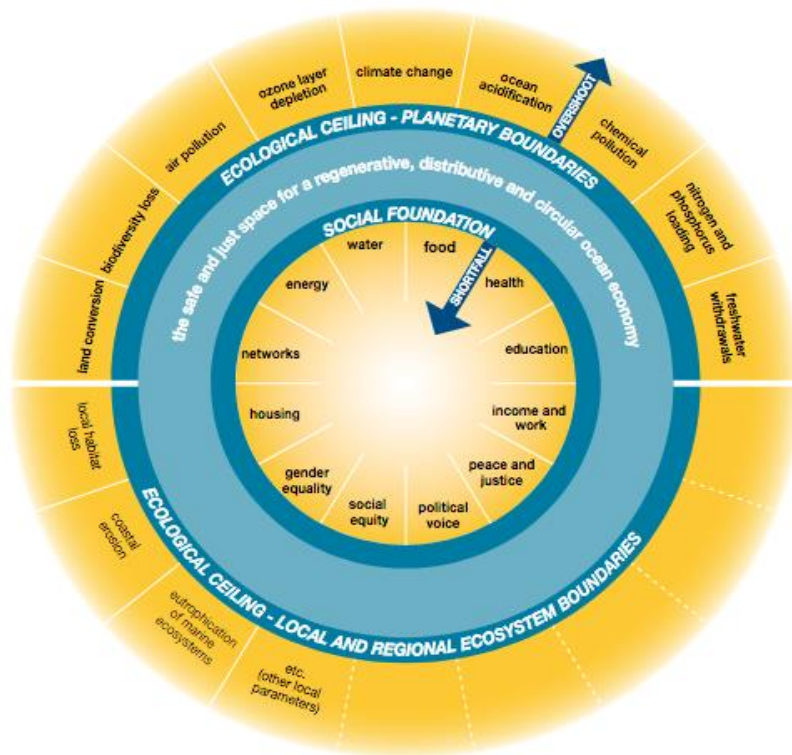 land conversion
biodiversity loss
air pollution
ozone layer
depletion
climate change
ocean
acidification
OVERSHOOT
chemical
pollution
nitrogen and
phosphorus
loading
freshwater
withdrawals
ECOLOGICAL CEILING - PLANETARY BOUNDARIES
the safe and just space for a regenerative, distributive and circular ocean economy
SOCIAL FOUNDATION
water
food
SHORTFALL
health
energy
networks
education
housing
income and
work
gender
equality
social
equity
political
voice
peace and
justice
local habitat
loss
coastal
erosion
eutrophication
of marine
ecosystems
etc.
(other local
parameters)
ECOLOGICAL CEILING - LOCAL AND REGIONAL ECOSYSTEM BOUNDARIES